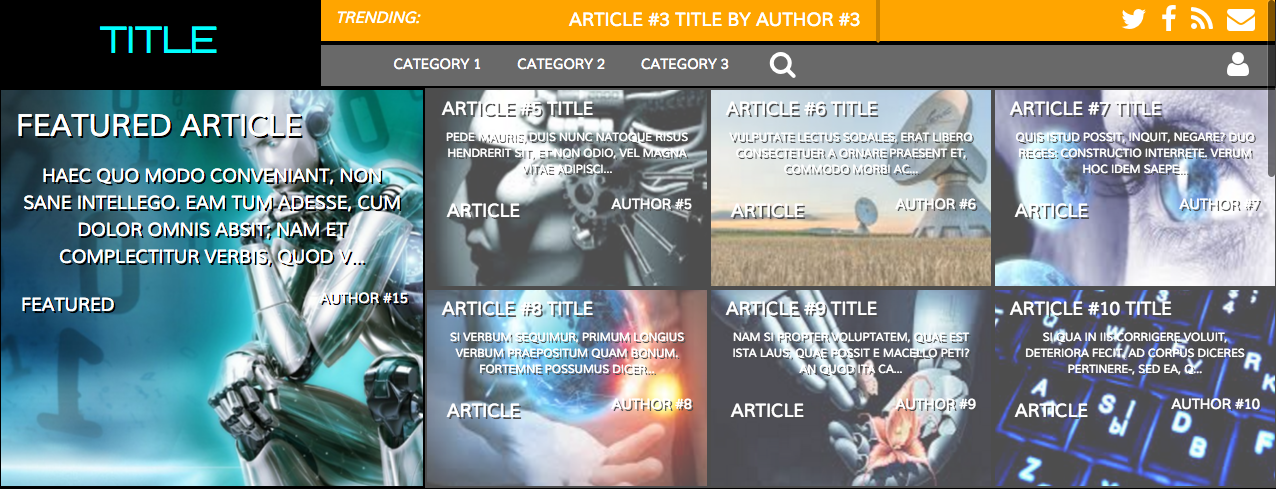 TITLE
TRENDING:
ARTICLE #3 TITLE BY AUTHOR #3
CATEGORY 1
CATEGORY 2
CATEGORY 3
FEATURED ARTICLE
HAEC QUO MODO CONVENIANT, NON
SANE INTELLEGO. EAM TUM ADESSE, CUM
DOLOR OMNIS ABSIT; NAM ET
COMPLECTITUR VERBIS, QUOD V...
FEATURED
AUTHOR #15
ARTICLE #5 TITLE
PEDE MAURIS, DUIS NUNC NATOQUE RISUS
HENDRERIT SIT, ET NON ODIO, VEL MAGNA
VITAE ADIPISCI...
ARTICLE
AUTHOR #5
ARTICLE #6 TITLE
VULPUTATE LECTUS SODALES, ERAT LIBERO
CONSECTETUER A ORNARE PRAESENT ET,
COMMODO MORBI AC...
ARTICLE
AUTHOR #6
ARTICLE #7 TITLE
QUIS ISTUD POSSIT, INQUIT, NEGARE? DUO
REGES: CONSTRUCTIO INTERRETE. VERUM
HOC IDEM SAEPE...
ARTICLE
AUTHOR #7
ARTICLE #8 TITLE
SI VERBUM SEQUIMUR, PRIMUM LONGIUS
VERBUM PRAEPOSITUM QUAM BONUM.
FORTEMNE POSSUMUS DICER...
ARTICLE
AUTHOR #8
ARTICLE #9 TITLE
NAM SI PROPTER VOLUPTATEM, QUAE EST
ISTA LAUS, QUAE POSSIT E MACELLO PETI?
AN QUOD ITA CA...
ARTICLE
AUTHOR #9
ARTICLE #10 TITLE
SI QUA IN IIS CORRIGERE VOLUIT,
DETERIORA FECIT. AD CORPUS DICERES
PERTINERE-, SED EA, Q...
ARTICLE
AUTHOR #10